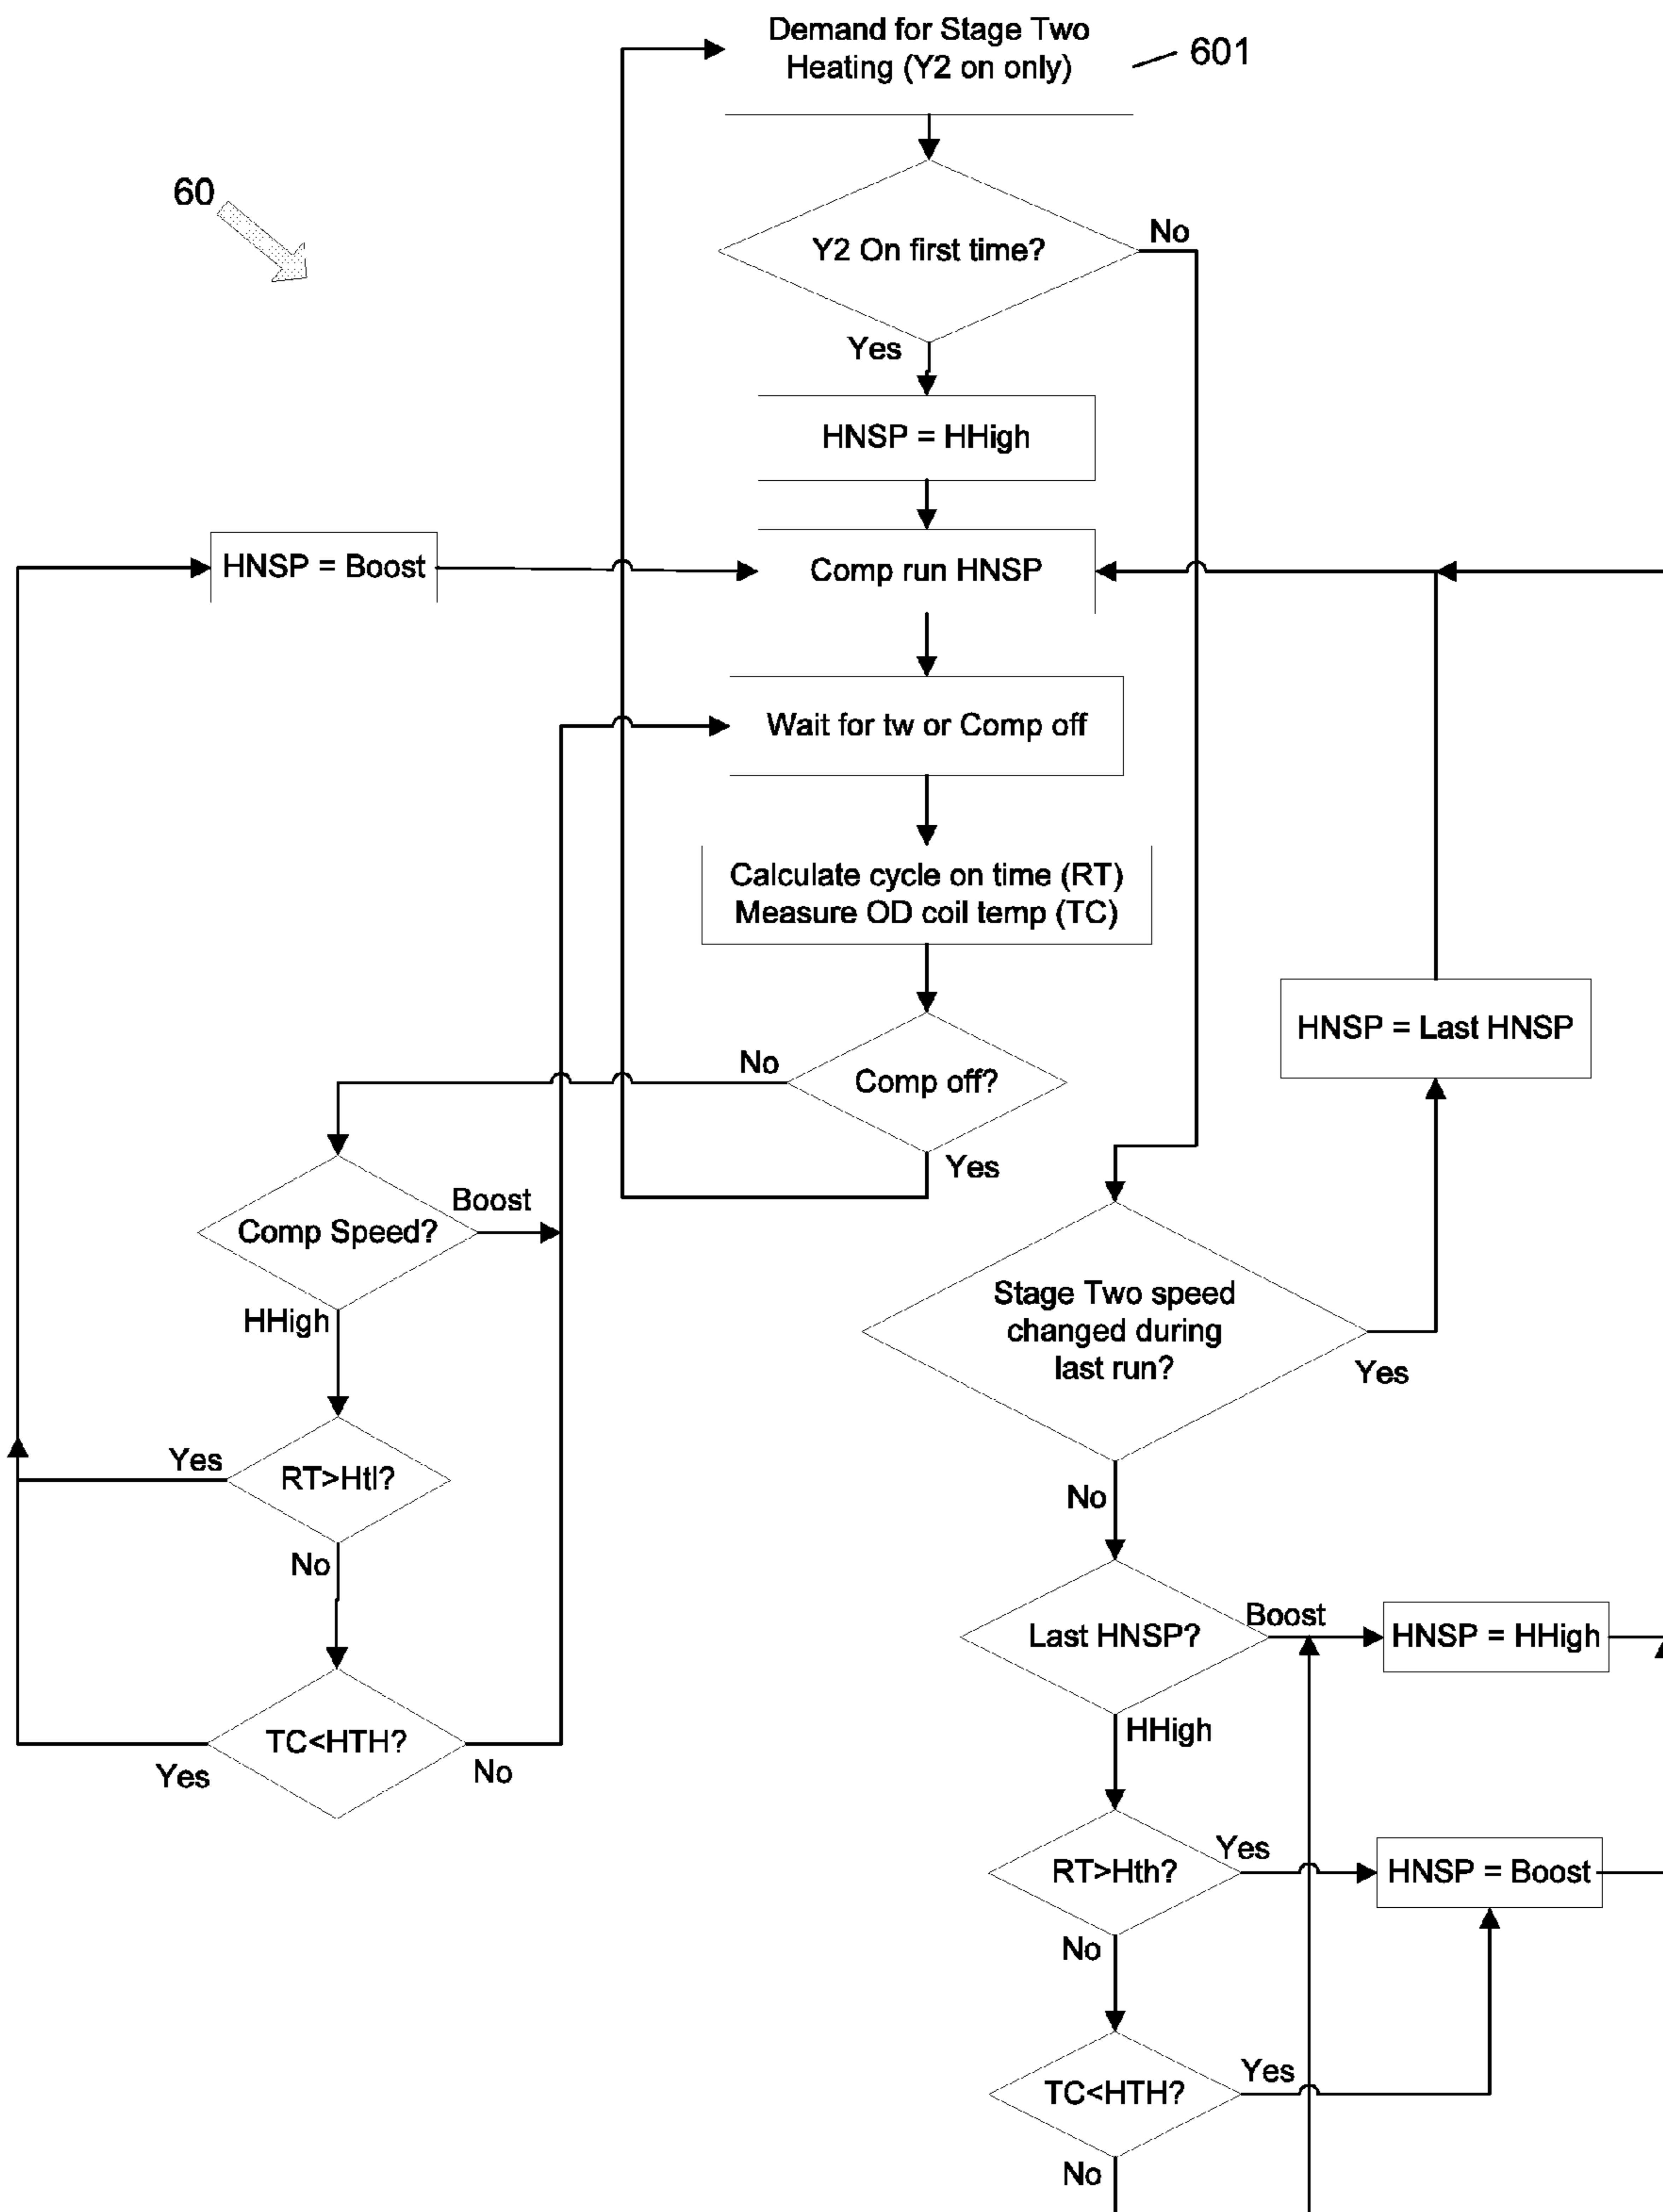 Demand for Stage Two
Heating (Y2 on only)
601
60
Y2 On first time?
No
Yes
HNSP = HHigh
HNSP = Boost
Comp run HNSP
Wait for tw or Comp off
Calculate cycle on time (RT)
Measure OD coil temp (TC)
HNSP = Last HNSP
No
Comp off?
Yes
Boost
Comp Speed?
HHigh
Stage Two speed
changed during
last run?
Yes
Yes
RT>Htl?
No
No
Last HNSP?
Boost
HNSP = HHigh
HHigh
TC<HTH?
Yes
No
RT>Hth?
Yes
HNSP = Boost
No
TC<HTH?
Yes
No